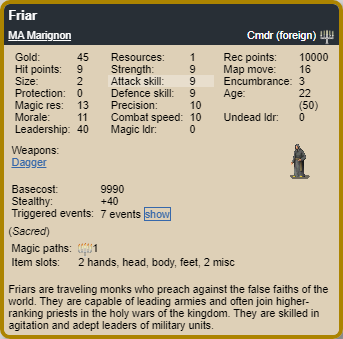 Friar
MA Marignon Cmdr (foreign)
Gold: 45 Resources: 1 Rec points: 10000
Hit points: 9 Strength: 9 Map move: 16
Size: 2 Attack skill: 9 Encumbrance: 3
Protection: 0 Defence skill: 9 Age: 22
Magic res: 13 Precision: 10 (50)
Morale: 11 Combat speed: 10 Undead ldr: 0
Leadership: 40 Magic ldr: 0
Weapons:
Dagger
Basecost: 9990
Stealthy: +40
Triggered events: 7 events show
(Sacred)
Magic paths: 1
Item slots: 2 hands, head, body, feet, 2 misc
Friars are traveling monks who preach against the false faiths of the
world. They are capable of leading armies and often join higher-
ranking priests in the holy wars of the kingdom. They are skilled in
agitation and adept leaders of military units.